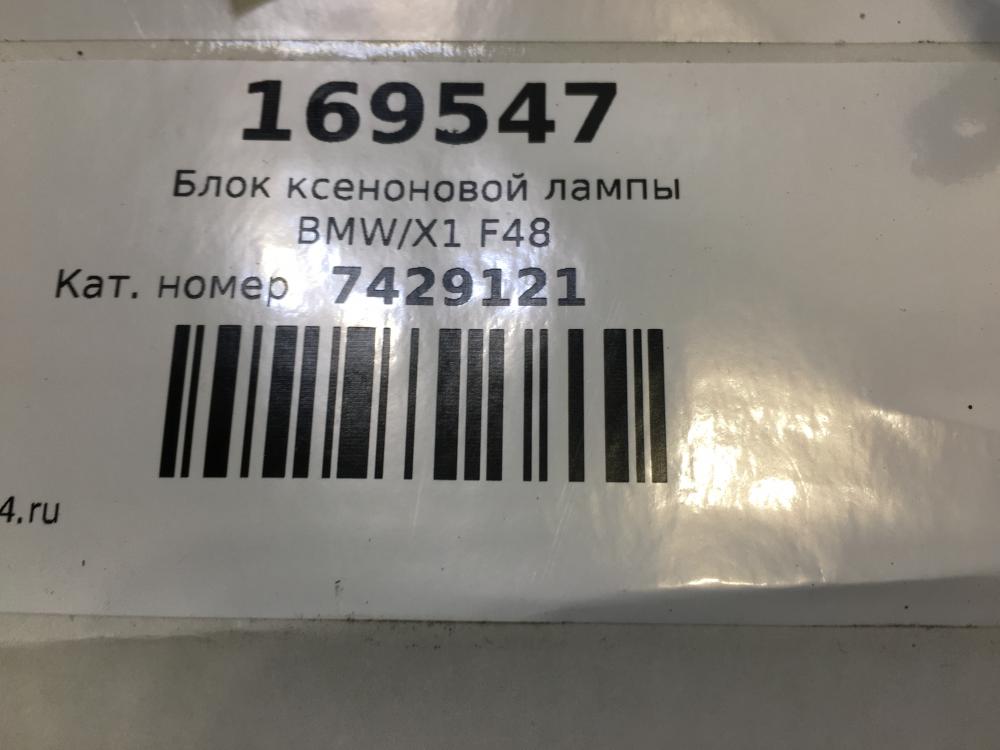 169547
Блок ксеноновой лампы
BMW/X1 F48
Кат. номер 7429121
4.ru